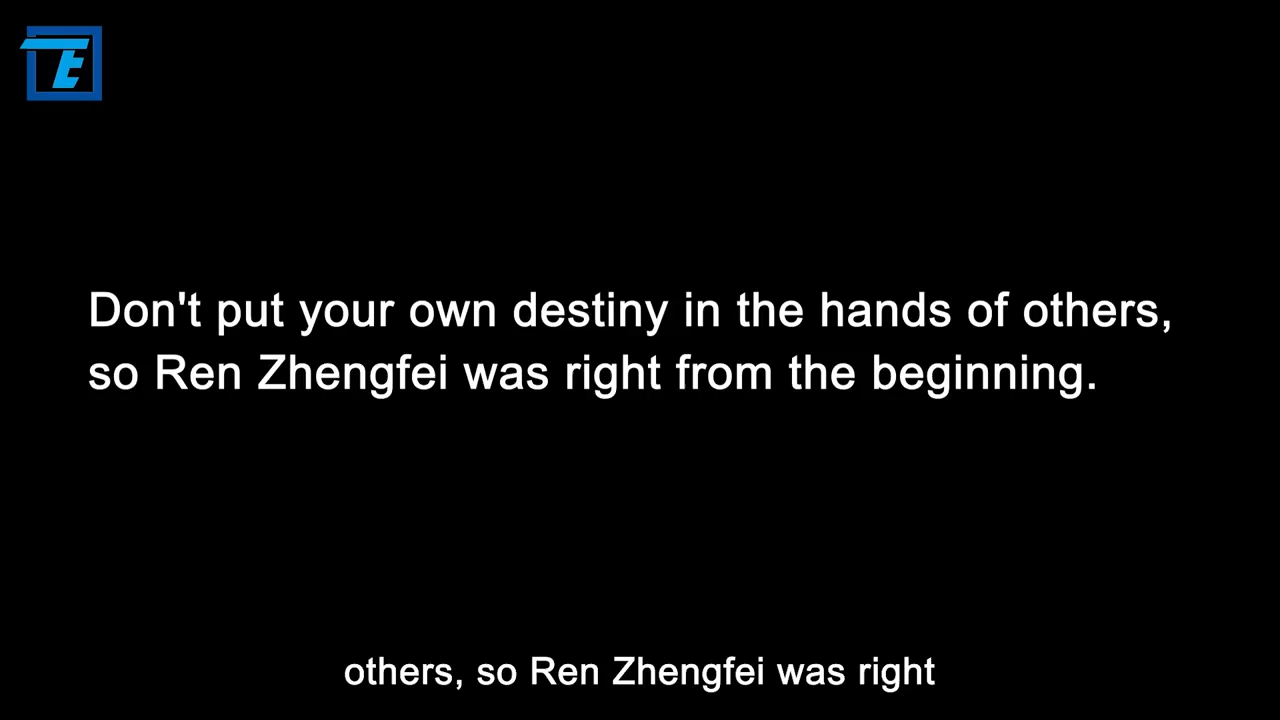 TE
Don't put your own destiny in the hands of others,
so Ren Zhengfei was right from the beginning.
others, so Ren Zhengfei was right